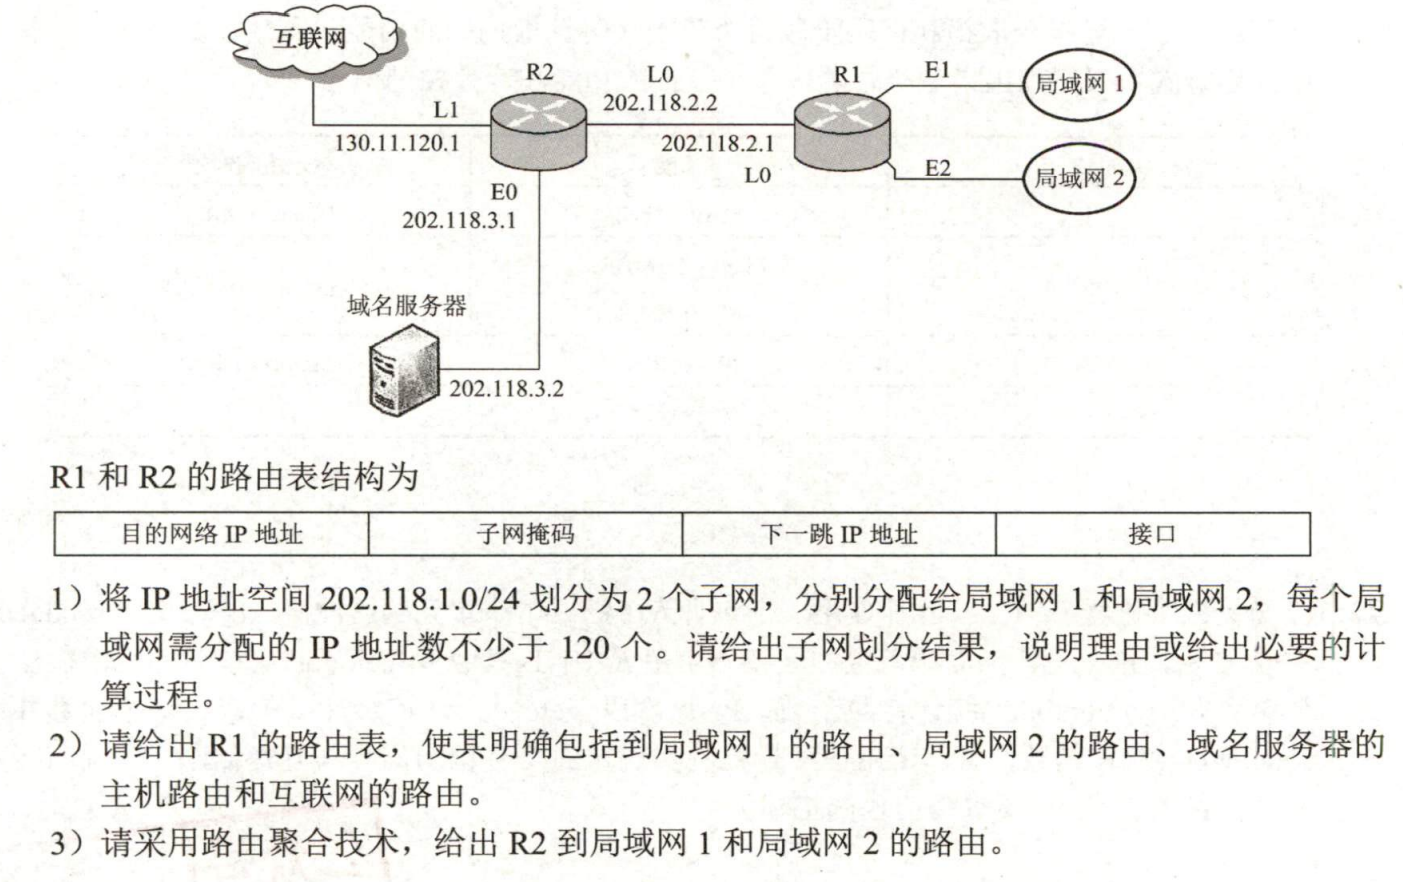 互联网
R2
L0
R1
E1
局域网 1
L1
202.118.2.2
130.11.120.1
202.118.2.1
L0
E2
局域网 2
E0
202.118.3.1
域名服务器
202.118.3.2
R1 和 R2 的路由表结构为
目的网络 IP 地址 子网掩码 下一跳 IP 地址 接口
1）将 IP 地址空间 202.118.1.0/24 划分为 2 个子网，分别分配给局域网 1 和局域网 2，每个局
域网需分配的 IP 地址数不少于 120 个。请给出子网划分结果，说明理由或给出必要的计
算过程。
2）请给出 R1 的路由表，使其明确包括到局域网 1 的路由、局域网 2 的路由、域名服务器的
主机路由和互联网的路由。
3）请采用路由聚合技术，给出 R2 到局域网 1 和局域网 2 的路由。